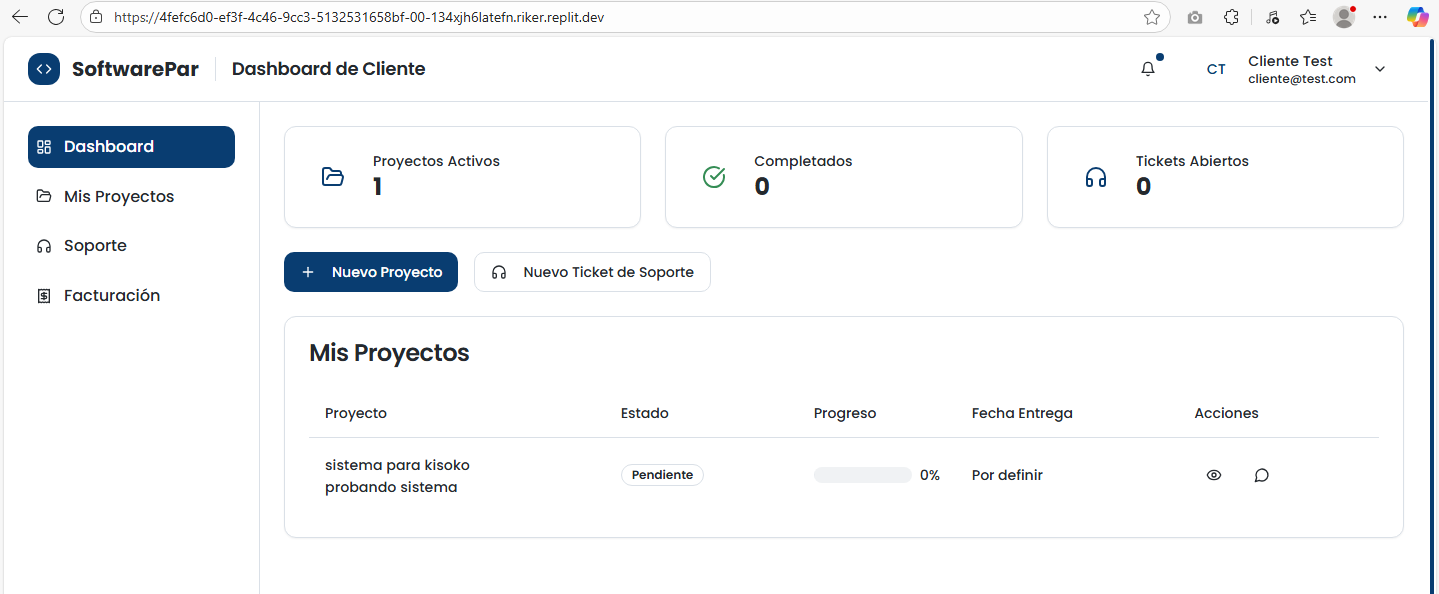 https://4fefc6d0-ef3f-4c46-9cc3-5132531658bf-00-134xjh6latefn.riker.replit.dev
SoftwarePar
Dashboard de Cliente
CT
Cliente Test
cliente@test.com
Dashboard
Mis Proyectos
Soporte
Facturación
Proyectos Activos
1
Completados
0
Tickets Abiertos
0
Nuevo Proyecto
Nuevo Ticket de Soporte
Mis Proyectos
Proyecto Estado Progreso Fecha Entrega Acciones
sistema para kisoko
probando sistema
Pendiente
0%
Por definir